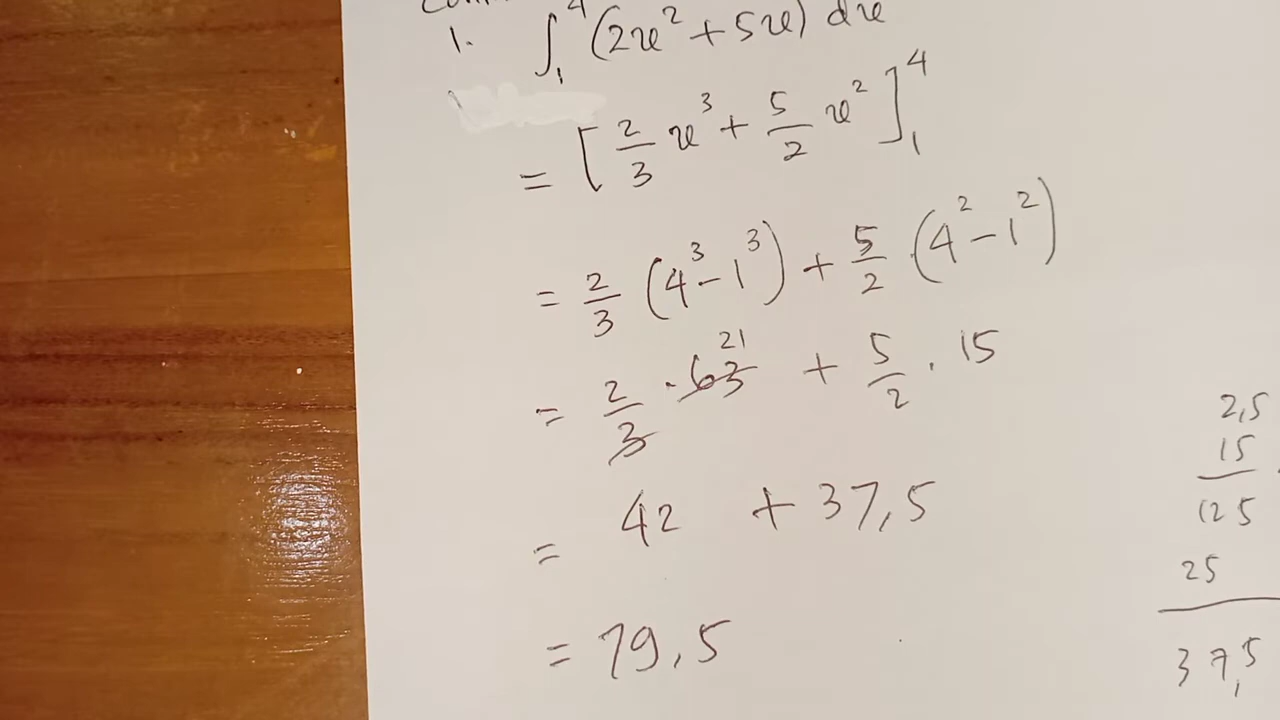 1. ∫₁⁴ (2x² + 5x) dx
= [ 2/3 x³ + 5/2 x² ]₁⁴
= 2/3 (4³ - 1³) + 5/2 (4² - 1²)
= 2/3 · 63 21 + 5/2 · 15
= 42 + 37,5
= 79,5
2,5
15
125
25
37,5